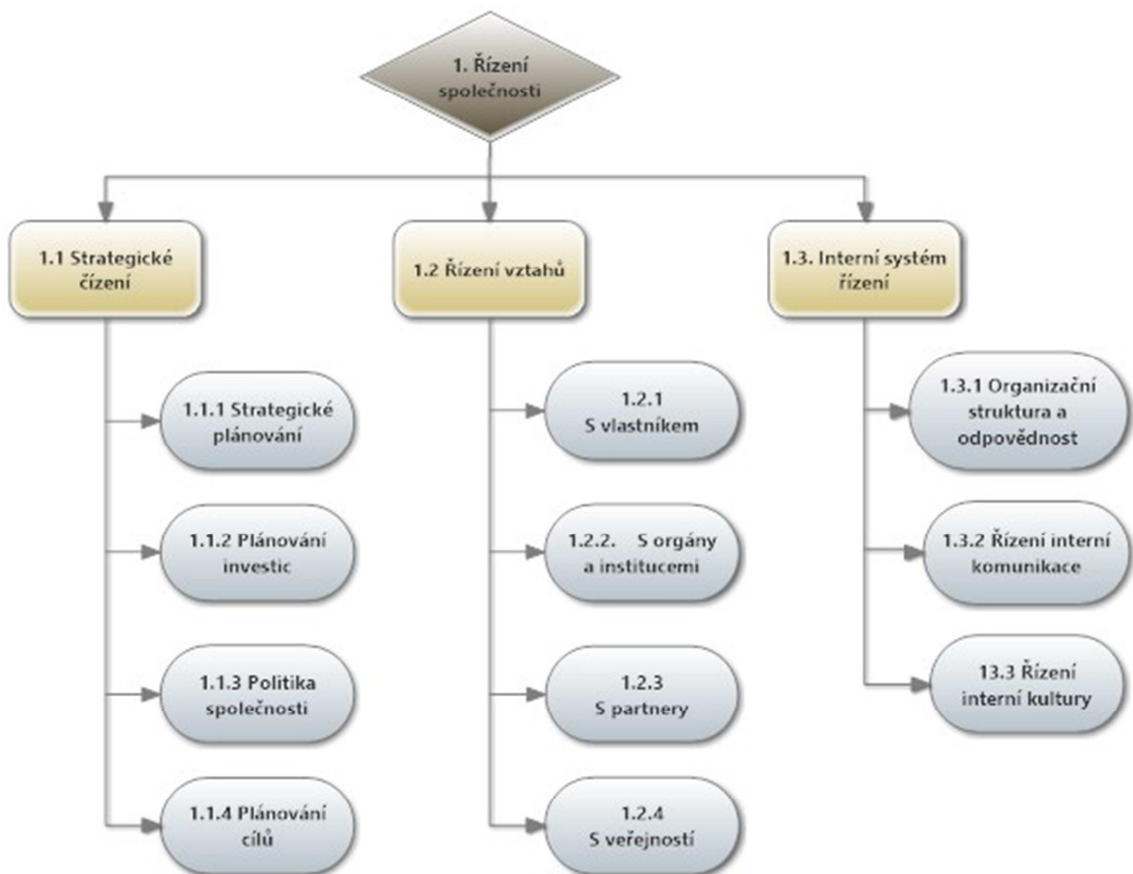 1. Řízení
společnosti
1.1 Strategické
čízení
1.2 Řízení vztahů
1.3. Interní systém
řízení
1.1.1 Strategické
plánování
1.1.2 Plánování
investic
1.1.3 Politika
společnosti
1.1.4 Plánování
cílů
1.2.1
S vlastníkem
1.2.2. S orgány
a institucemi
1.2.3
S partnery
1.2.4
S veřejností
1.3.1 Organizační
struktura a
odpovědnost
1.3.2 Řízení interní
komunikace
13.3 Řízení
interní kultury